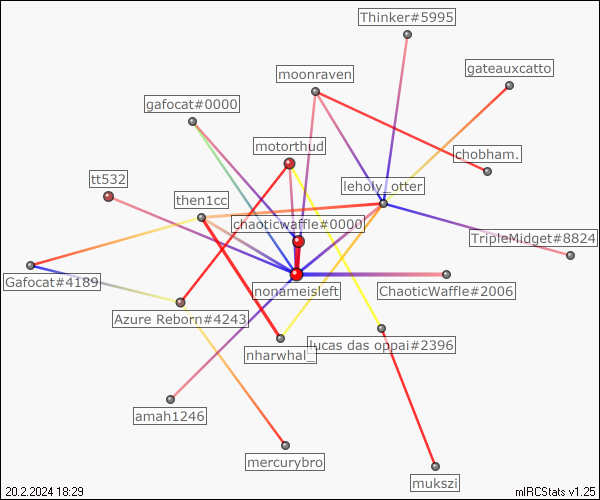 Thinker#5995
moonraven
gateauxcatto
gafocat#0000
motorthud
chobham.
tt532
leholy_otter
then1cc
chaoticwaffle#0000
TripleMidget#8824
Gafocat#4189
nonameisleft
ChaoticWaffle#2006
Azure Reborn#4243
nharwhal_
lucas das oppai#2396
amah1246
mercurybro
mukszi
20.2.2024 18:29
mIRCStats v1.25